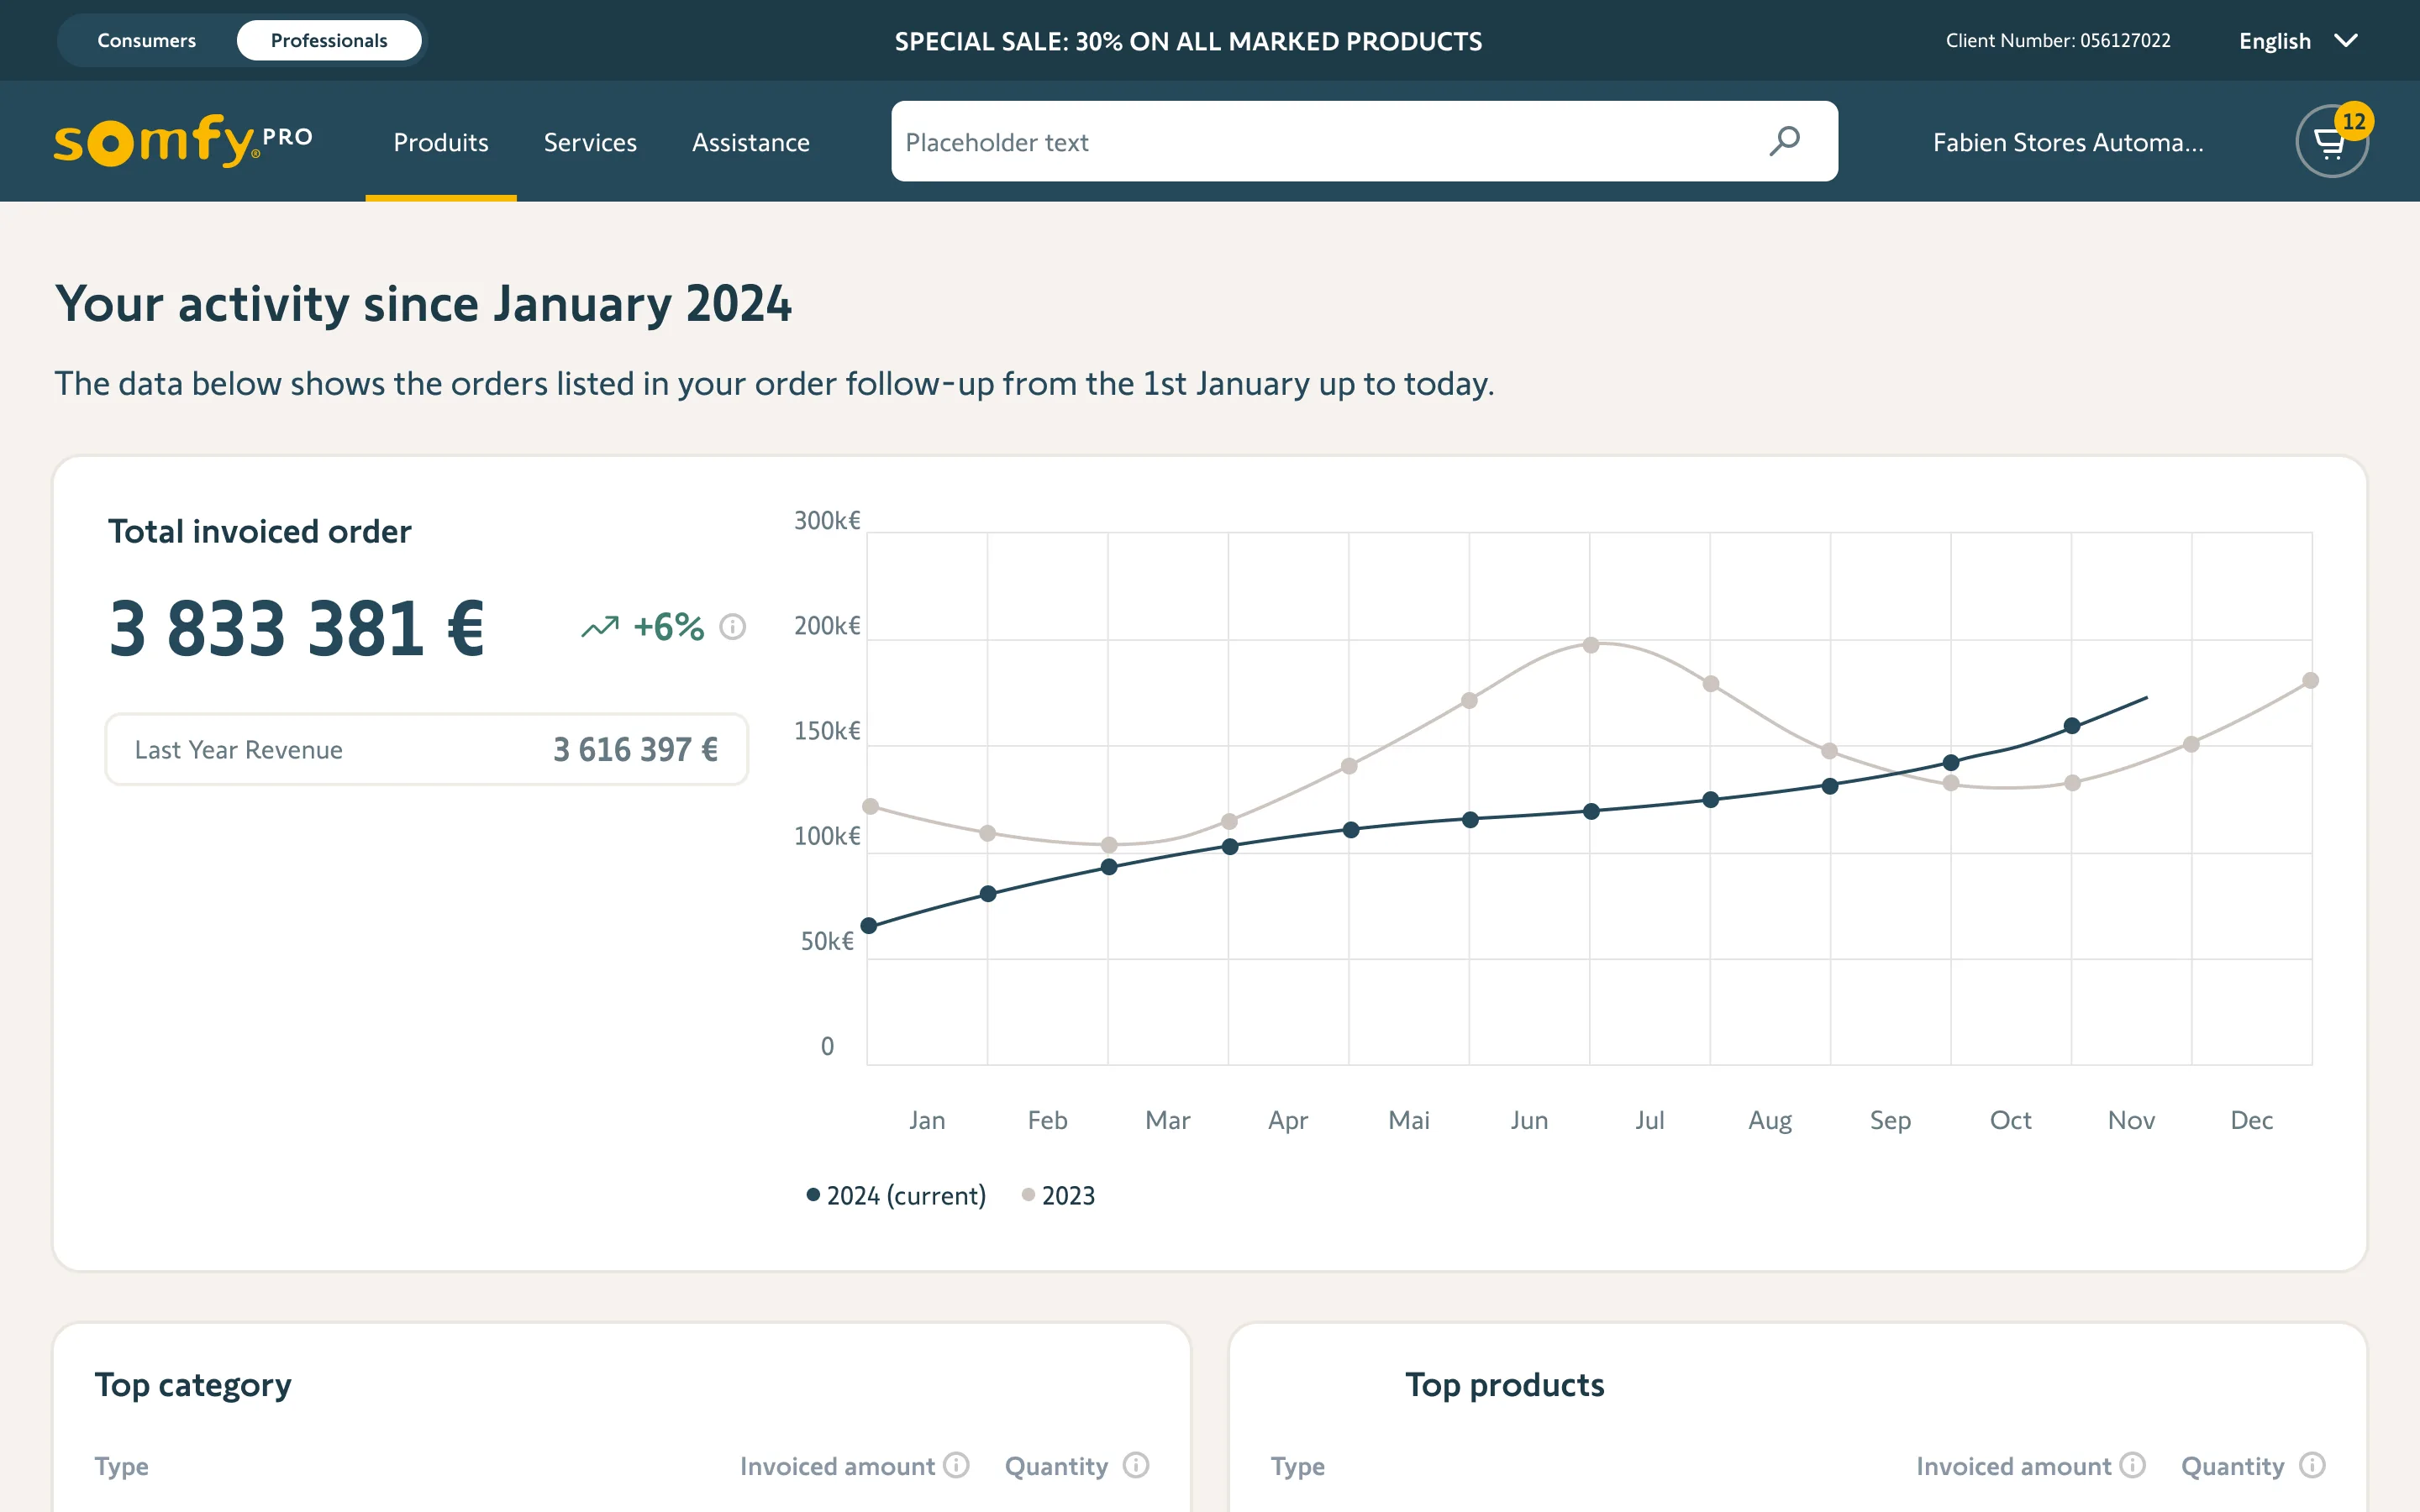 Consumers
Professionals
SPECIAL SALE: 30% ON ALL MARKED PRODUCTS
Client Number: 056127022
English
somfy® PRO
Produits
Services
Assistance
Placeholder text
Fabien Stores Automa...
12
Your activity since January 2024
The data below shows the orders listed in your order follow-up from the 1st January up to today.
Total invoiced order
3 833 381 €
+6%
Last Year Revenue
3 616 397 €
300k€
200k€
150k€
100k€
50k€
0
Jan Feb Mar Apr Mai Jun Jul Aug Sep Oct Nov Dec
2024 (current)
2023
Top category
Type Invoiced amount Quantity
Top products
Type Invoiced amount Quantity